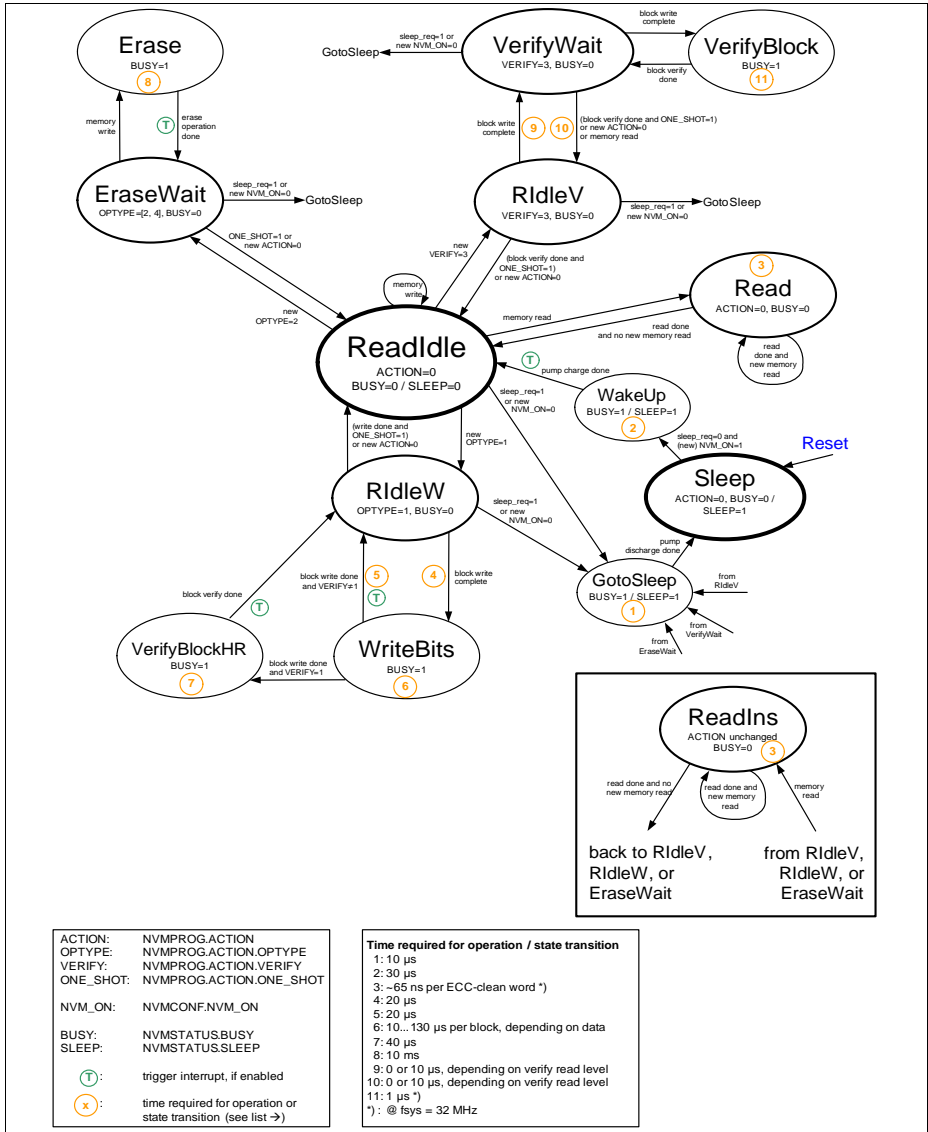 Erase
BUSY=1
8
memory
write
T
erase
operation
done
EraseWait
OPTYPE=[2, 4], BUSY=0
sleep_req=1 or
new NVM_ON=0
GotoSleep
ONE_SHOT=1 or
new ACTION=0
new
OPTYPE=2
GotoSleep
sleep_req=1 or
new NVM_ON=0
VerifyWait
VERIFY=3, BUSY=0
block write
complete
block verify
done
VerifyBlock
BUSY=1
11
block write
complete
9
10
(block verify done and ONE_SHOT=1)
or new ACTION=0
or memory read
RIdleV
VERIFY=3, BUSY=0
sleep_req=1 or
new NVM_ON=0
GotoSleep
new
VERIFY=3
(block verify done and
ONE_SHOT=1)
or new ACTION=0
memory
write
ReadIdle
ACTION=0
BUSY=0 / SLEEP=0
memory read
read done
and no new memory read
3
Read
ACTION=0, BUSY=0
read
done and
new memory
read
T
pump charge done
WakeUp
BUSY=1 / SLEEP=1
2
sleep_req=1
or new
NVM_ON=0
sleep_req=0 and
(new) NVM_ON=1
Reset
Sleep
ACTION=0, BUSY=0 /
SLEEP=1
(write done and
ONE_SHOT=1)
or new ACTION=0
new
OPTYPE=1
RIdleW
OPTYPE=1, BUSY=0
sleep_req=1
or new
NVM_ON=0
pump
discharge done
GotoSleep
BUSY=1 / SLEEP=1
1
from
RIdleV
from
VerifyWait
from
EraseWait
block write done
and VERIFY≠1
5
T
4
block write
complete
block verify done
T
VerifyBlockHR
BUSY=1
7
block write done
and VERIFY=1
WriteBits
BUSY=1
6
ReadIns
ACTION unchanged
BUSY=0
3
read done and no
new memory read
read done and
new memory
read
memory
read
back to RIdleV,
RIdleW, or
EraseWait
from RIdleV,
RIdleW, or
EraseWait
ACTION: NVMPROG.ACTION
OPTYPE: NVMPROG.ACTION.OPTYPE
VERIFY: NVMPROG.ACTION.VERIFY
ONE_SHOT: NVMPROG.ACTION.ONE_SHOT
NVM_ON: NVMCONF.NVM_ON
BUSY: NVMSTATUS.BUSY
SLEEP: NVMSTATUS.SLEEP
T : trigger interrupt, if enabled
x : time required for operation or
state transition (see list →)
Time required for operation / state transition
1: 10 µs
2: 30 µs
3: ~65 ns per ECC-clean word *)
4: 20 µs
5: 20 µs
6: 10...130 µs per block, depending on data
7: 40 µs
8: 10 ms
9: 0 or 10 µs, depending on verify read level
10: 0 or 10 µs, depending on verify read level
11: 1 µs *)
*) : @ fsys = 32 MHz